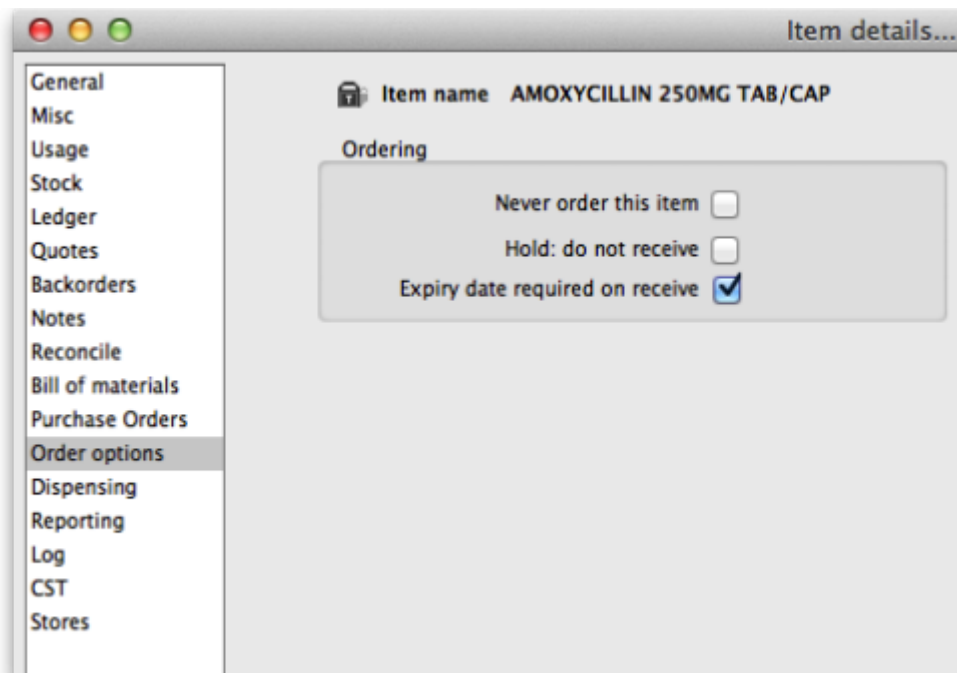 Item details...
General
Misc
Usage
Stock
Ledger
Quotes
Backorders
Notes
Reconcile
Bill of materials
Purchase Orders
Order options
Dispensing
Reporting
Log
CST
Stores
Item name AMOXYCILLIN 250MG TAB/CAP
Ordering
Never order this item
Hold: do not receive
Expiry date required on receive